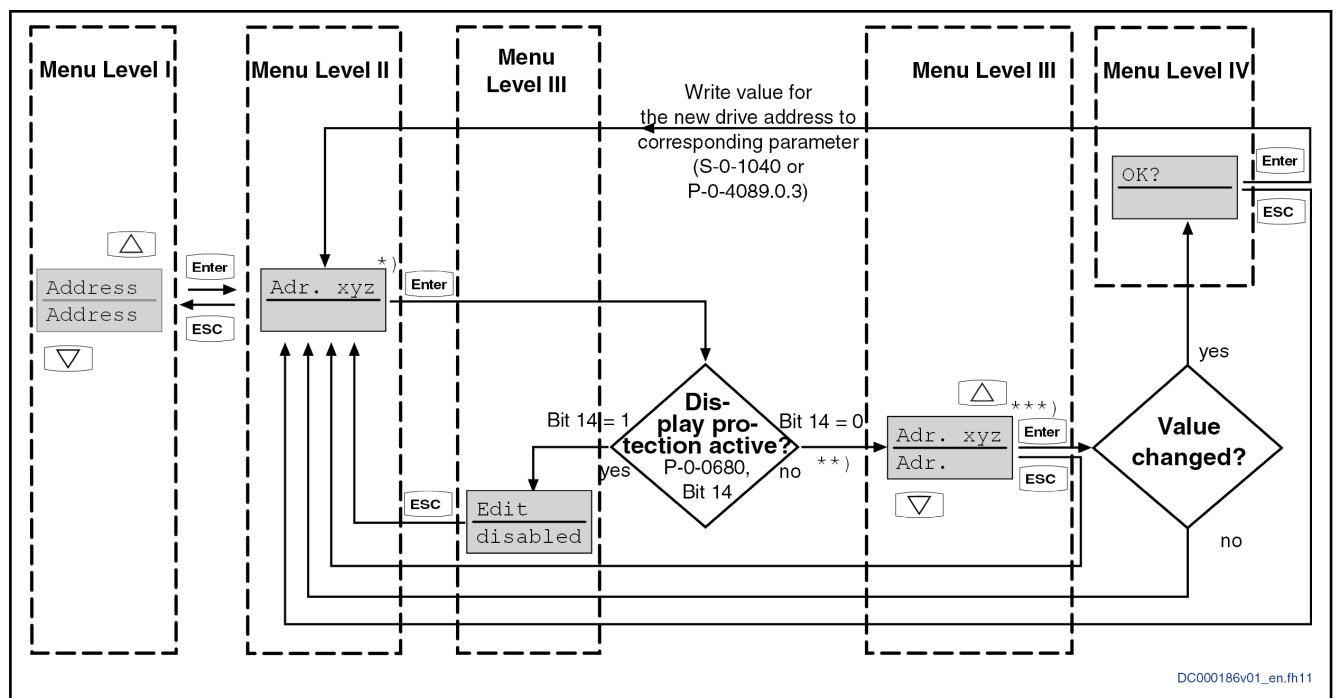 Menu Level I
Menu Level II
Menu
Level III
Menu Level III
Menu Level IV
Write value for
the new drive address to
corresponding parameter
(S-0-1040 or
P-0-4089.0.3)
OK?
Enter
ESC
Address
Address
Enter
ESC
Adr. xyz
*)
Enter
yes
Bit 14 = 1
yes
Dis-
play pro-
tection active?
P-0-0680,
Bit 14
Bit 14 = 0
no
**)
Adr. xyz
Adr.
***)
Enter
ESC
Value
changed?
no
ESC
Edit
disabled
DC000186v01_en.fh11